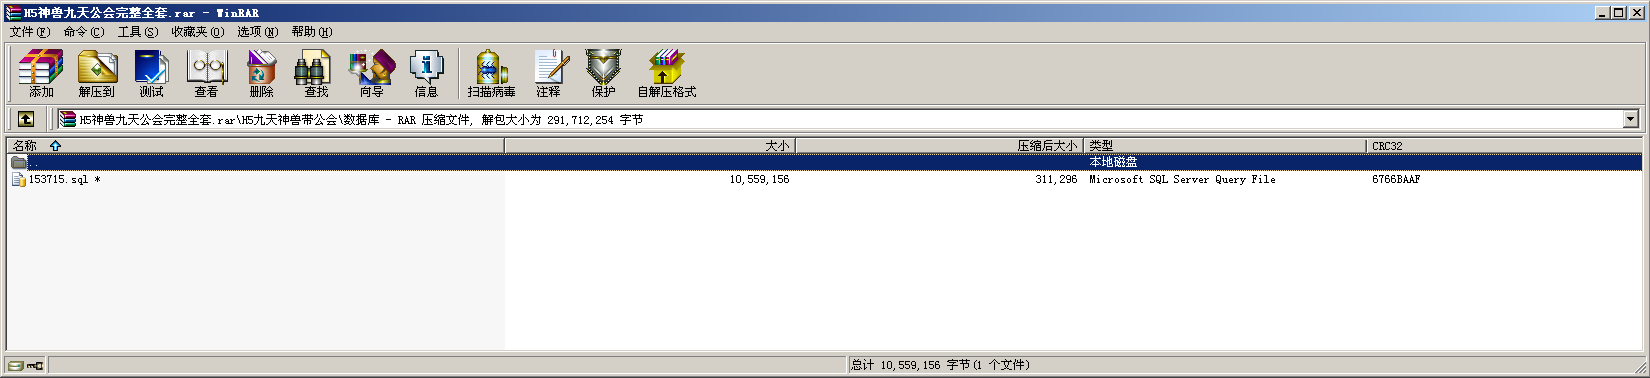 H5神兽九天公会完整全套.rar - WinRAR
文件(F) 命令(C) 工具(S) 收藏夹(O) 选项(N) 帮助(H)
添加 解压到 测试 查看 删除 查找 向导 信息 扫描病毒 注释 保护 自解压格式
H5神兽九天公会完整全套.rar\H5九天神兽带公会\数据库 - RAR 压缩文件, 解包大小为 291,712,254 字节
名称 大小 压缩后大小 类型 CRC32
.. 本地磁盘
153715.sql * 10,559,156 311,296 Microsoft SQL Server Query File 6766BAAF
总计 10,559,156 字节(1 个文件)